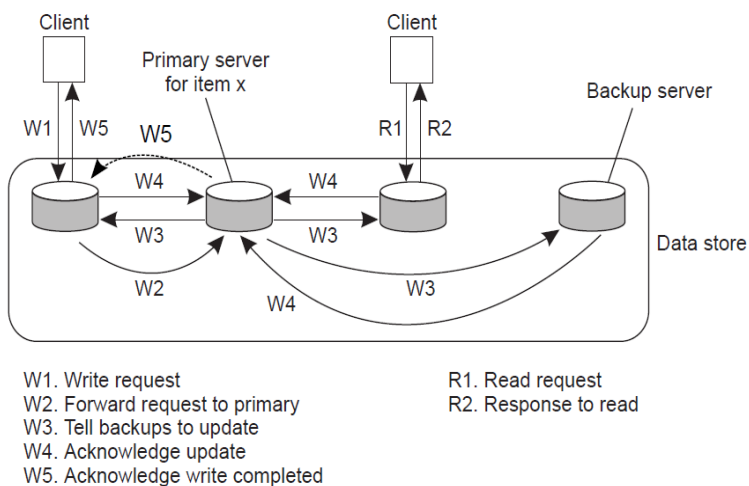 Client
Client
Primary server
for item x
Backup server
W1
W5
W5
R1
R2
W4
W4
W3
W3
Data store
W2
W4
W3
W1. Write request
W2. Forward request to primary
W3. Tell backups to update
W4. Acknowledge update
W5. Acknowledge write completed
R1. Read request
R2. Response to read